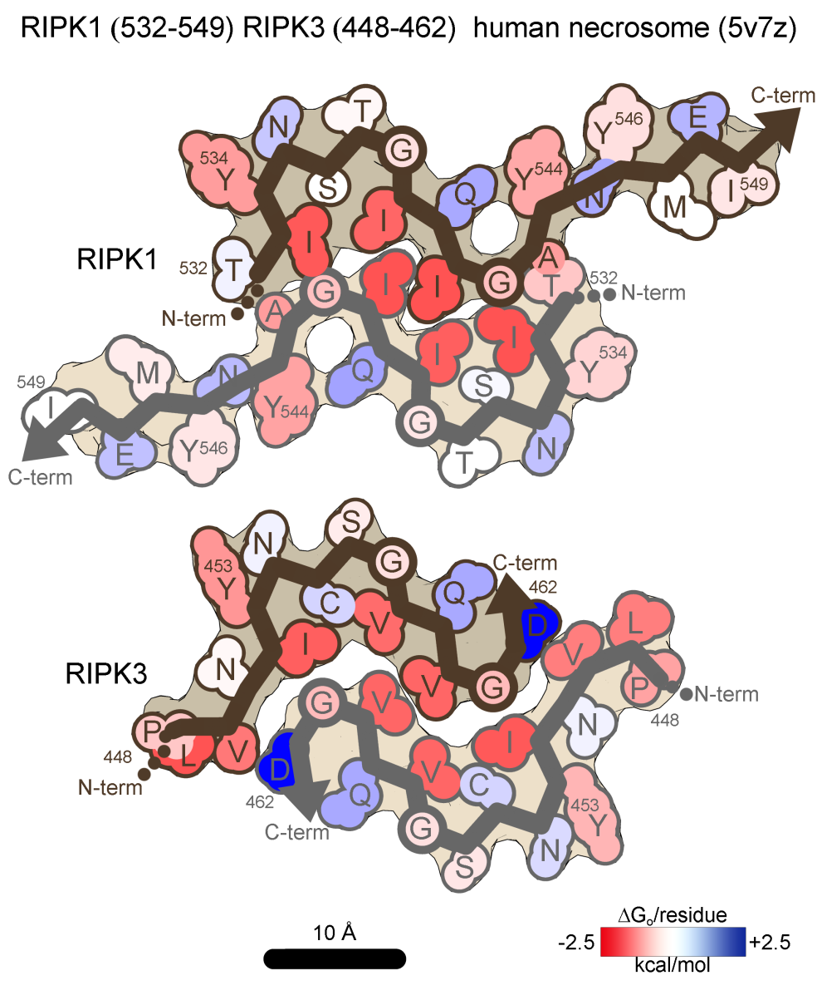 RIPK1 (532-549) RIPK3 (448-462) human necrosome (5v7z)
C-term
T
N
Y546
E
534
Y
G
S
Y544
Q
N
M
I549
I
I
RIPK1
532
T
N-term
A
G
I
I
G
A
T
532
N-term
I
I
Y534
549
I
M
N
Q
S
Y544
G
N
E
Y546
T
C-term
S
N
453
Y
G
C-term
462
Q
C
V
D
L
I
V
N
RIPK3
V
G
P
N-term
G
V
448
P
N
I
448
L
V
D
V
C
N-term
462
Q
453
Y
C-term
G
N
S
10 Å
ΔGo/residue
-2.5
+2.5
kcal/mol